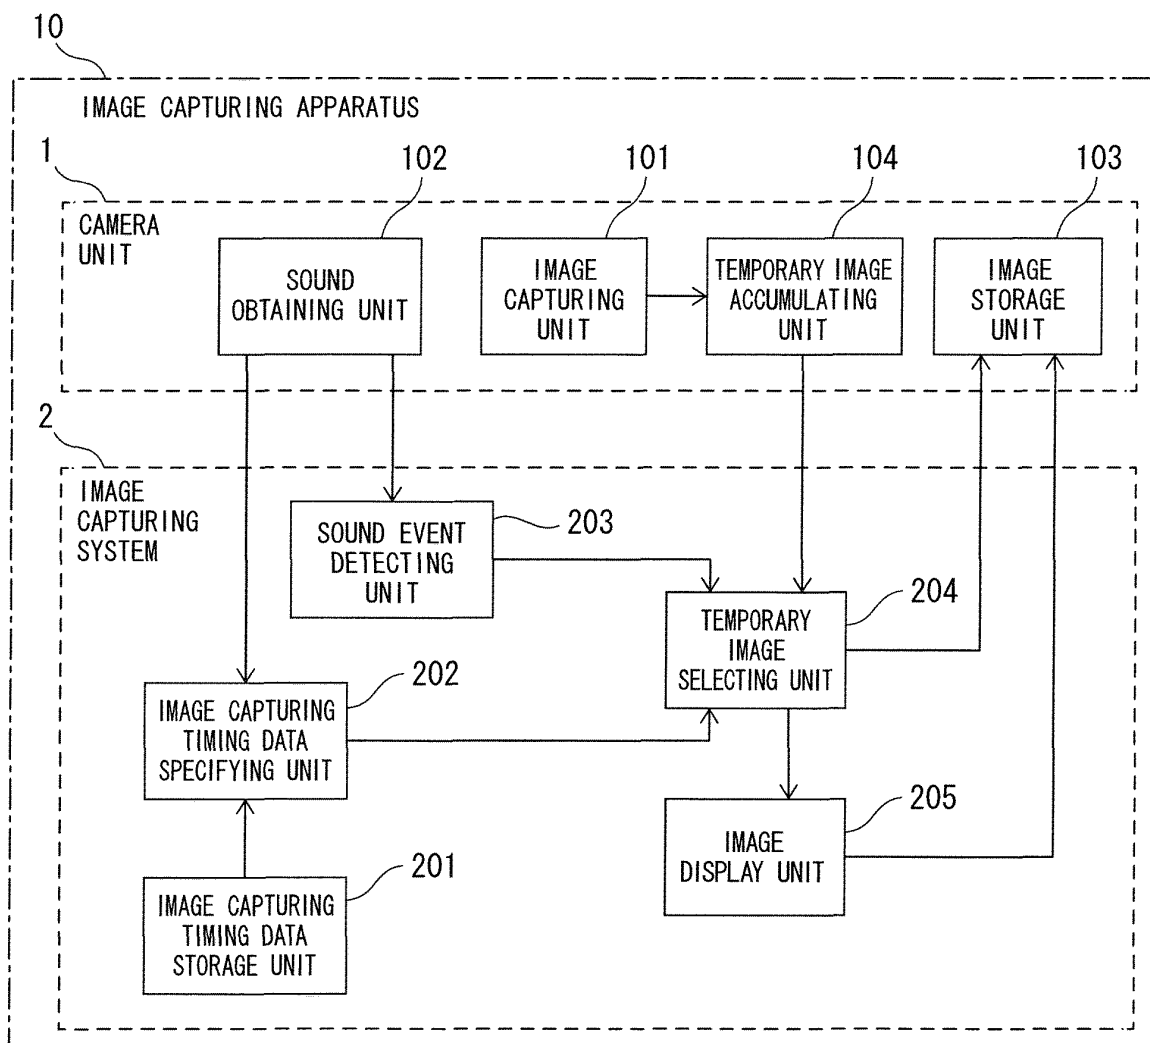 10
IMAGE CAPTURING APPARATUS
1
102
101
104
103
CAMERA
UNIT
SOUND
OBTAINING UNIT
IMAGE
CAPTURING
UNIT
TEMPORARY IMAGE
ACCUMULATING
UNIT
IMAGE
STORAGE
UNIT
2
IMAGE
CAPTURING
SYSTEM
203
SOUND EVENT
DETECTING
UNIT
204
TEMPORARY
IMAGE
SELECTING UNIT
202
IMAGE CAPTURING
TIMING DATA
SPECIFYING UNIT
205
IMAGE
DISPLAY UNIT
201
IMAGE CAPTURING
TIMING DATA
STORAGE UNIT